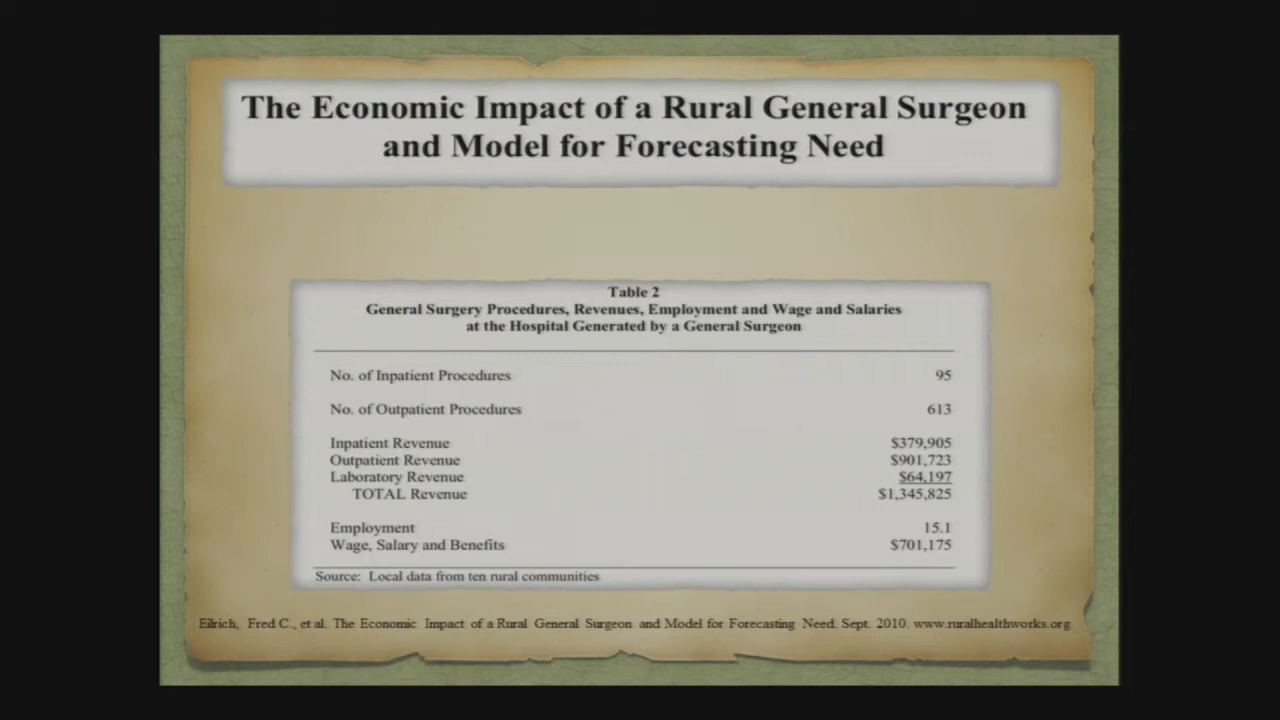 The Economic Impact of a Rural General Surgeon
and Model for Forecasting Need
Table 2
General Surgery Procedures, Revenues, Employment and Wage and Salaries
at the Hospital Generated by a General Surgeon
No. of Inpatient Procedures 95
No. of Outpatient Procedures 613
Inpatient Revenue $379,905
Outpatient Revenue $901,723
Laboratory Revenue $64,197
TOTAL Revenue $1,345,825
Employment 15.1
Wage, Salary and Benefits $701,175
Source: Local data from ten rural communities
Eilrich, Fred C., et al. The Economic Impact of a Rural General Surgeon and Model for Forecasting Need. Sept. 2010. www.ruralhealthworks.org